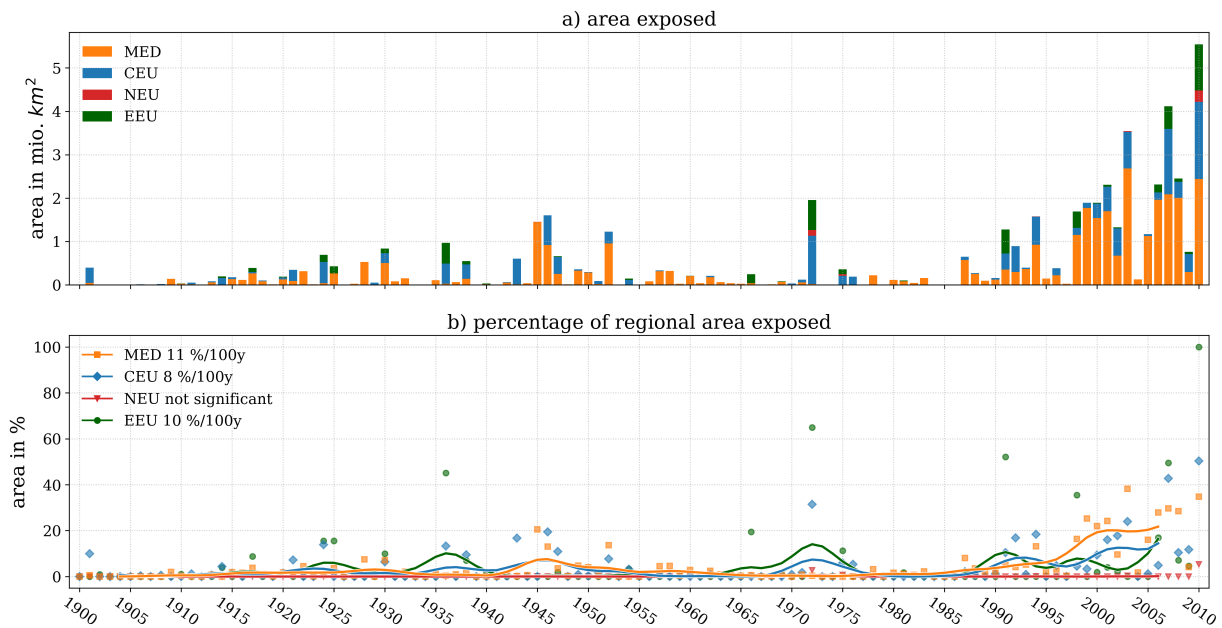 a) area exposed
area in mio. km²
5
4
3
2
1
0
MED
CEU
NEU
EEU
b) percentage of regional area exposed
area in %
100
80
60
40
20
0
MED 11 %/100y
CEU 8 %/100y
NEU not significant
EEU 10 %/100y
1900 1905 1910 1915 1920 1925 1930 1935 1940 1945 1950 1955 1960 1965 1970 1975 1980 1985 1990 1995 2000 2005 2010